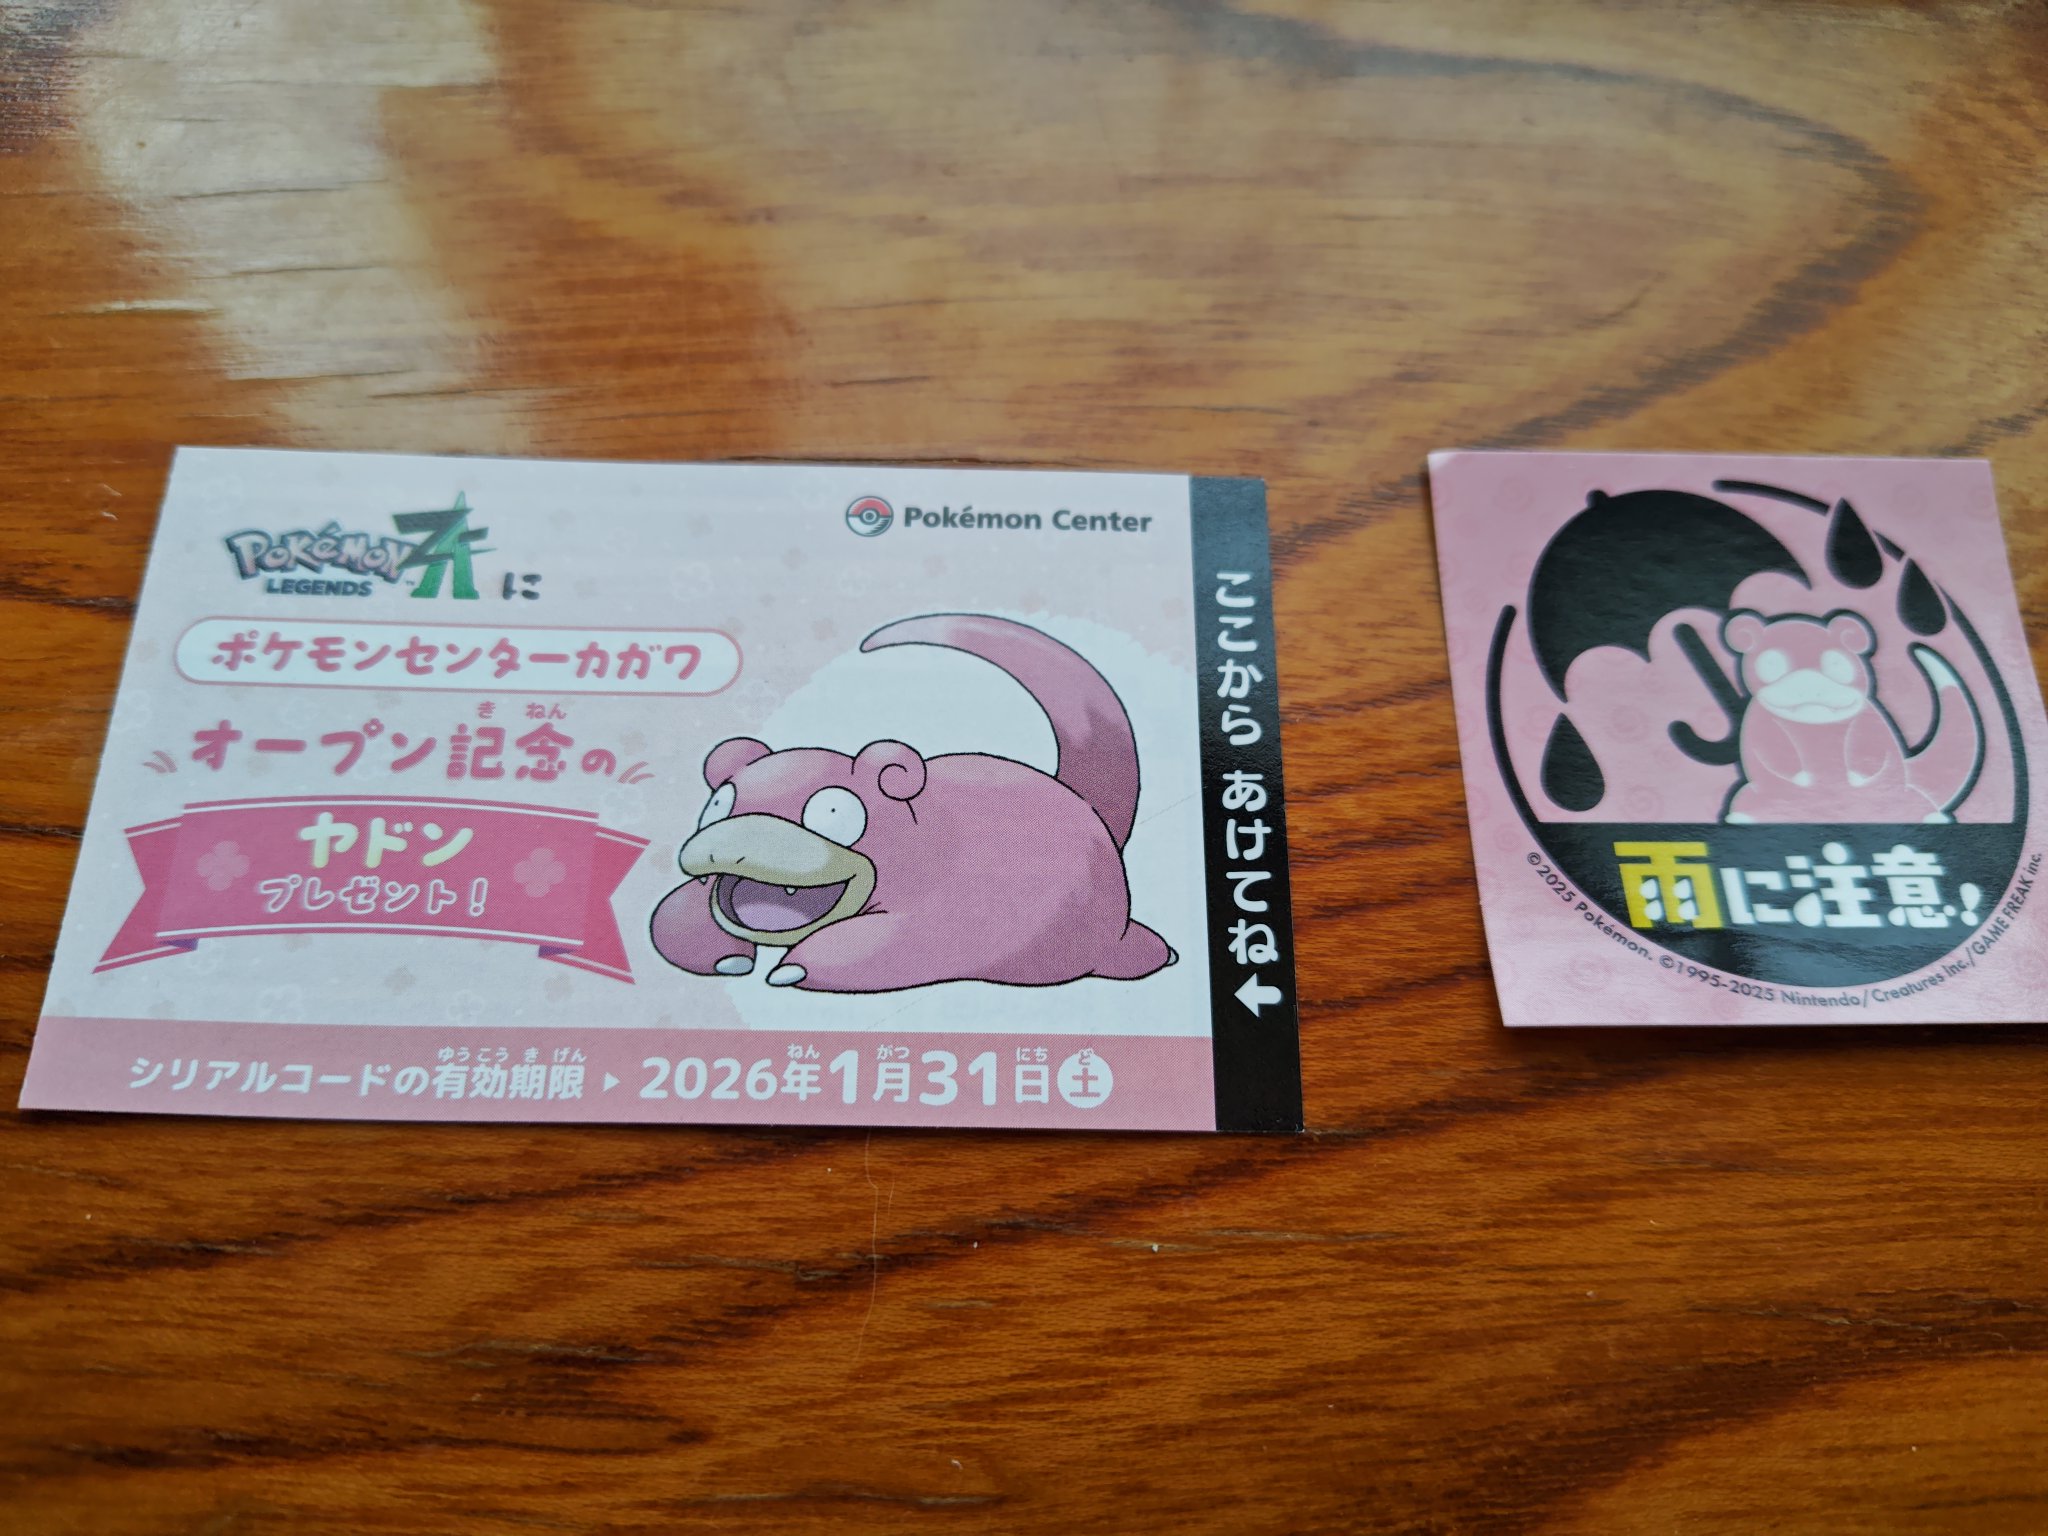 POKéMON LEGENDS ZA に
Pokémon Center
ポケモンセンターカガワ
き ねん
オープン記念の
ヤドン
プレゼント!
ゆうこう き げん ねん がつ にち ど
シリアルコードの有効期限 ▶ 2026年1月31日土
ここから あけてね←
雨に注意!
©2025 Pokémon. ©1995-2025 Nintendo/Creatures Inc./GAME FREAK inc.